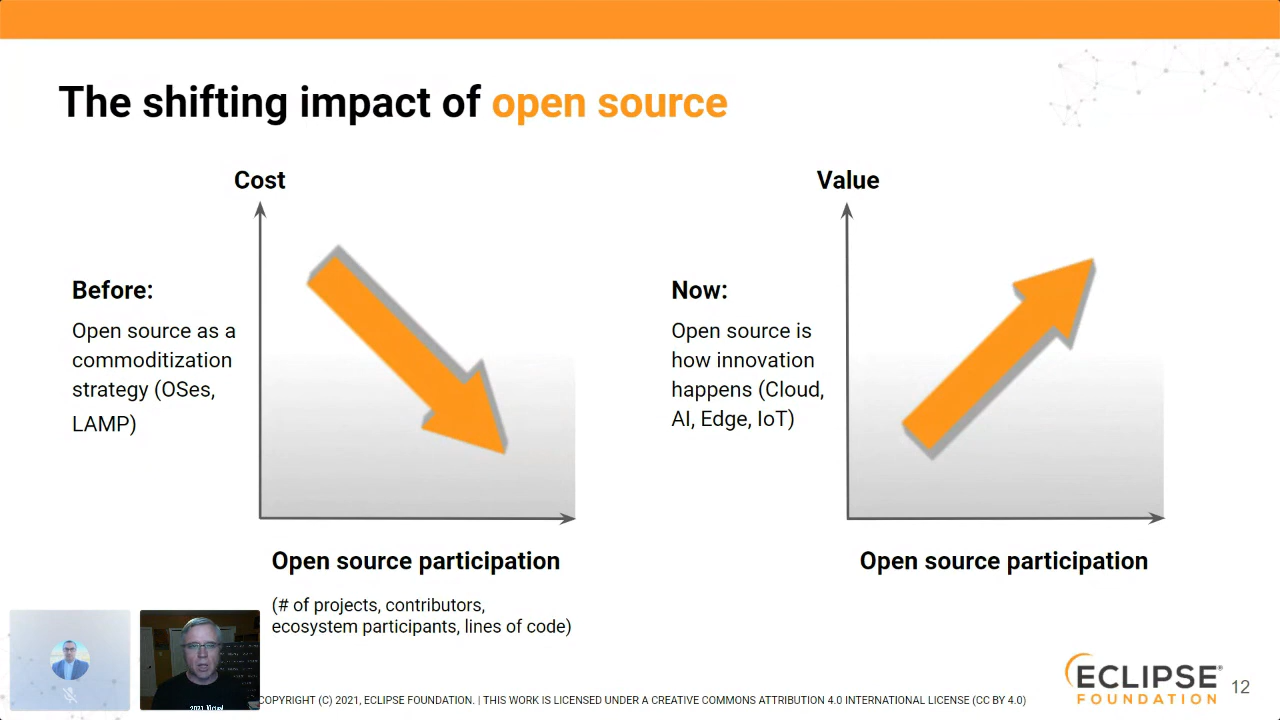 The shifting impact of open source
Cost
Before:
Open source as a
commoditization
strategy (OSes,
LAMP)
Open source participation
(# of projects, contributors,
ecosystem participants, lines of code)
Value
Now:
Open source is
how innovation
happens (Cloud,
AI, Edge, IoT)
Open source participation
2021 Virtual
COPYRIGHT (C) 2021, ECLIPSE FOUNDATION. | THIS WORK IS LICENSED UNDER A CREATIVE COMMONS ATTRIBUTION 4.0 INTERNATIONAL LICENSE (CC BY 4.0)
ECLIPSE®
FOUNDATION
12